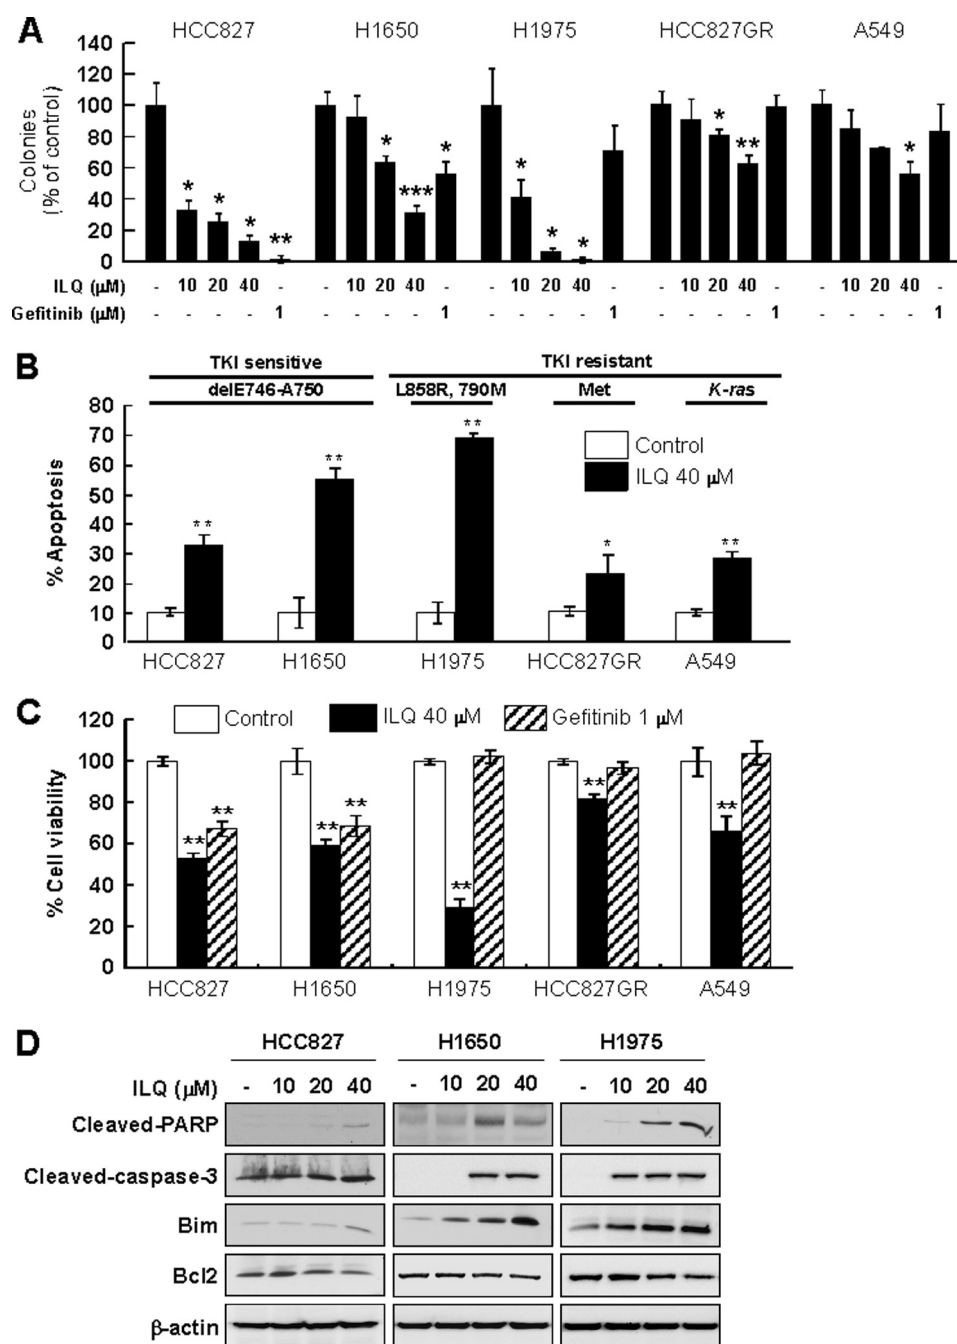 A
HCC827 H1650 H1975 HCC827GR A549
140
120
100
80
60
40
20
0
Colonies
(% of control)
* * * ** * *** * * * * * ** *
ILQ (μM) - 10 20 40 - - 10 20 40 - - 10 20 40 - - 10 20 40 - - 10 20 40 -
Gefitinib (μM) - - - - 1 - - - - 1 - - - - 1 - - - - 1 - - - - 1
B
TKI sensitive TKI resistant
delE746-A750 L858R, 790M Met K-ras
80
70
60
50
40
30
20
10
0
% Apoptosis
** ** ** * **
Control
ILQ 40 μM
HCC827 H1650 H1975 HCC827GR A549
C
Control ILQ 40 μM Gefitinib 1 μM
120
100
80
60
40
20
0
% Cell viability
** ** ** ** ** ** **
HCC827 H1650 H1975 HCC827GR A549
D
HCC827 H1650 H1975
ILQ (μM) - 10 20 40 - 10 20 40 - 10 20 40
Cleaved-PARP
Cleaved-caspase-3
Bim
Bcl2
β-actin